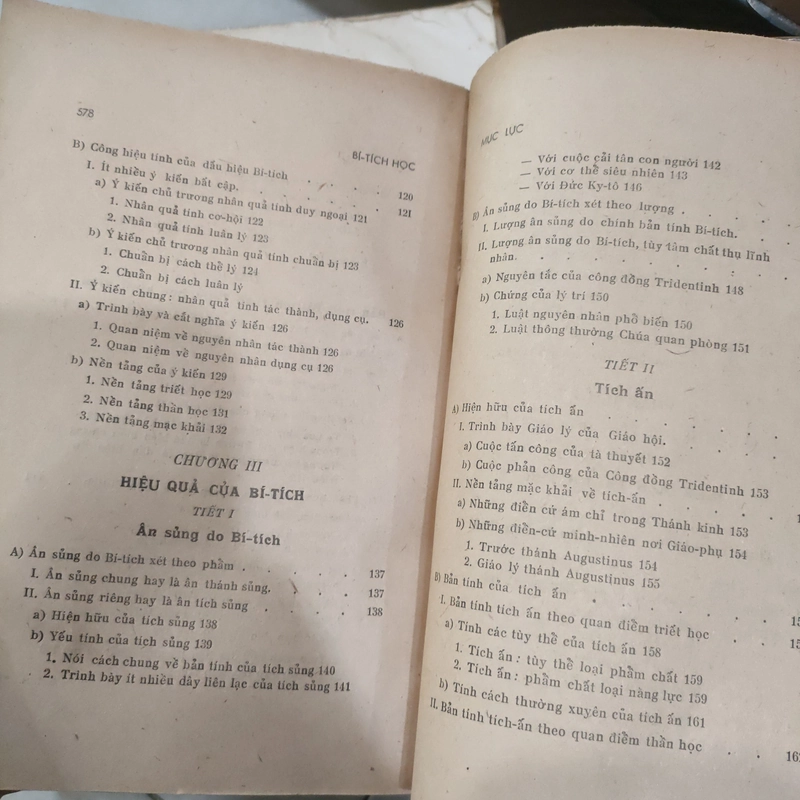 578
BÍ-TÍCH HỌC
B) Công hiệu tính của dấu hiệu Bí-tích . . . . . 120
I. Ít nhiều ý kiến bất cập. . . . . . . . 121
a) Ý kiến chủ trương nhân quả tính duy ngoại 121
1. Nhân quả tính cơ-hội 122
2. Nhân quả tính luân lý 123
b) Ý kiến chủ trương nhân quả tính chuẩn bị 123
1. Chuẩn bị cách thể lý 124
2. Chuẩn bị cách luân lý
II. Ý kiến chung: nhân quả tính tác thành, dụng cụ. 126
a) Trình bày và cắt nghĩa ý kiến 126
1. Quan niệm về nguyên nhân tác thành 126
2. Quan niệm về nguyên nhân dụng cụ 126
b) Nền tảng của ý kiến 129
1. Nền tảng triết học 129
2. Nền tảng thần học 131
3. Nền tảng mạc khải 132
CHƯƠNG III
HIỆU QUẢ CỦA BÍ-TÍCH
TIẾT I
Ân sủng do Bí-tích
A) Ân sủng do Bí-tích xét theo phẩm . . . . . 137
I. Ân sủng chung hay là ân thánh sủng. . . . 137
II. Ân sủng riêng hay là ân tích sủng . . . . 138
a) Hiện hữu của tích sủng 138
b) Yếu tính của tích sủng 139
1. Nói cách chung về bản tính của tích sủng 140
2. Trình bày ít nhiều dây liên lạc của tích sủng 141
MỤC LỤC
— Với cuộc cải tân con người 142
— Với cơ thể siêu nhiên 143
— Với Đức Ky-tô 146
B) Ân sủng do Bí-tích xét theo lượng . . . .
I. Lượng ân sủng do chính bản tính Bí-tích. . .
II. Lượng ân sủng do Bí-tích, tùy tâm chất thụ lĩnh
nhân. . . . . . . .
a) Nguyên tắc của công đồng Tridentinh 148
b) Chứng của lý trí 150
1. Luật nguyên nhân phổ biến 150
2. Luật thông thường Chúa quan phòng 151
TIẾT II
Tích ấn
A) Hiện hữu của tích ấn . . . . .
I. Trình bày Giáo lý của Giáo hội. . . . .
a) Cuộc tấn công của tà thuyết 152
b) Cuộc phản công của Công đồng Tridentinh 153
II. Nền tảng mặc khải về tích-ấn . . . . .
a) Những điển cứ ám chỉ trong Thánh kinh 153
b) Những điển-cứ minh-nhiên nơi Giáo-phụ 154
1. Trước thánh Augustinus 154
2. Giáo lý thánh Augustinus 155
B) Bản tính của tích ấn . . . . .
I. Bản tính tích ấn theo quan điểm triết học . .
a) Tính các tùy thể của tích ấn 158
1. Tích ấn: tùy thể loại phẩm chất 159
2. Tích ấn: phẩm chất loại năng lực 159
b) Tính cách thường xuyên của tích ấn 161
II. Bản tính tích-ấn theo quan điểm thần học . .